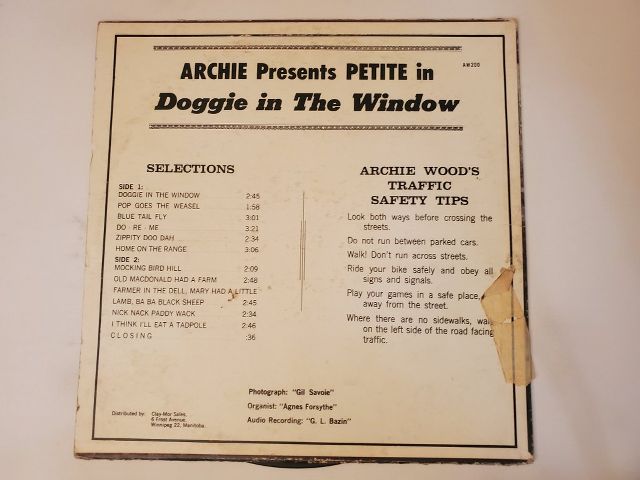 ARCHIE Presents PETITE in
AW200
Doggie in The Window
SELECTIONS
SIDE 1:
DOGGIE IN THE WINDOW 2:45
POP GOES THE WEASEL 1:58
BLUE TAIL FLY 3:01
DO RE ME 3:21
ZIPPITY DOO DAH 2:34
HOME ON THE RANGE 3:06
SIDE 2:
MOCKING BIRD HILL 2:09
OLD MACDONALD HAD A FARM 2:48
FARMER IN THE DELL, MARY HAD A LITTLE
LAMB, BA BA BLACK SHEEP 2:45
NICK NACK PADDY WACK 2:34
I THINK I'LL EAT A TADPOLE 2:46
CLOSING :36
ARCHIE WOOD'S
TRAFFIC
SAFETY TIPS
Look both ways before crossing the
streets.
Do not run between parked cars.
Walk! Don't run across streets.
Ride your bike safely and obey all
signs and signals.
Play your games in a safe place,
away from the street.
Where there are no sidewalks, walk
on the left side of the road facing
traffic.
Photograph: "Gil Savoie"
Organist: "Agnes Forsythe"
Audio Recording: "G. L. Bazin"
Distributed by: Clay-Mor Sales,
6 Frost Avenue,
Winnipeg 22, Manitoba.